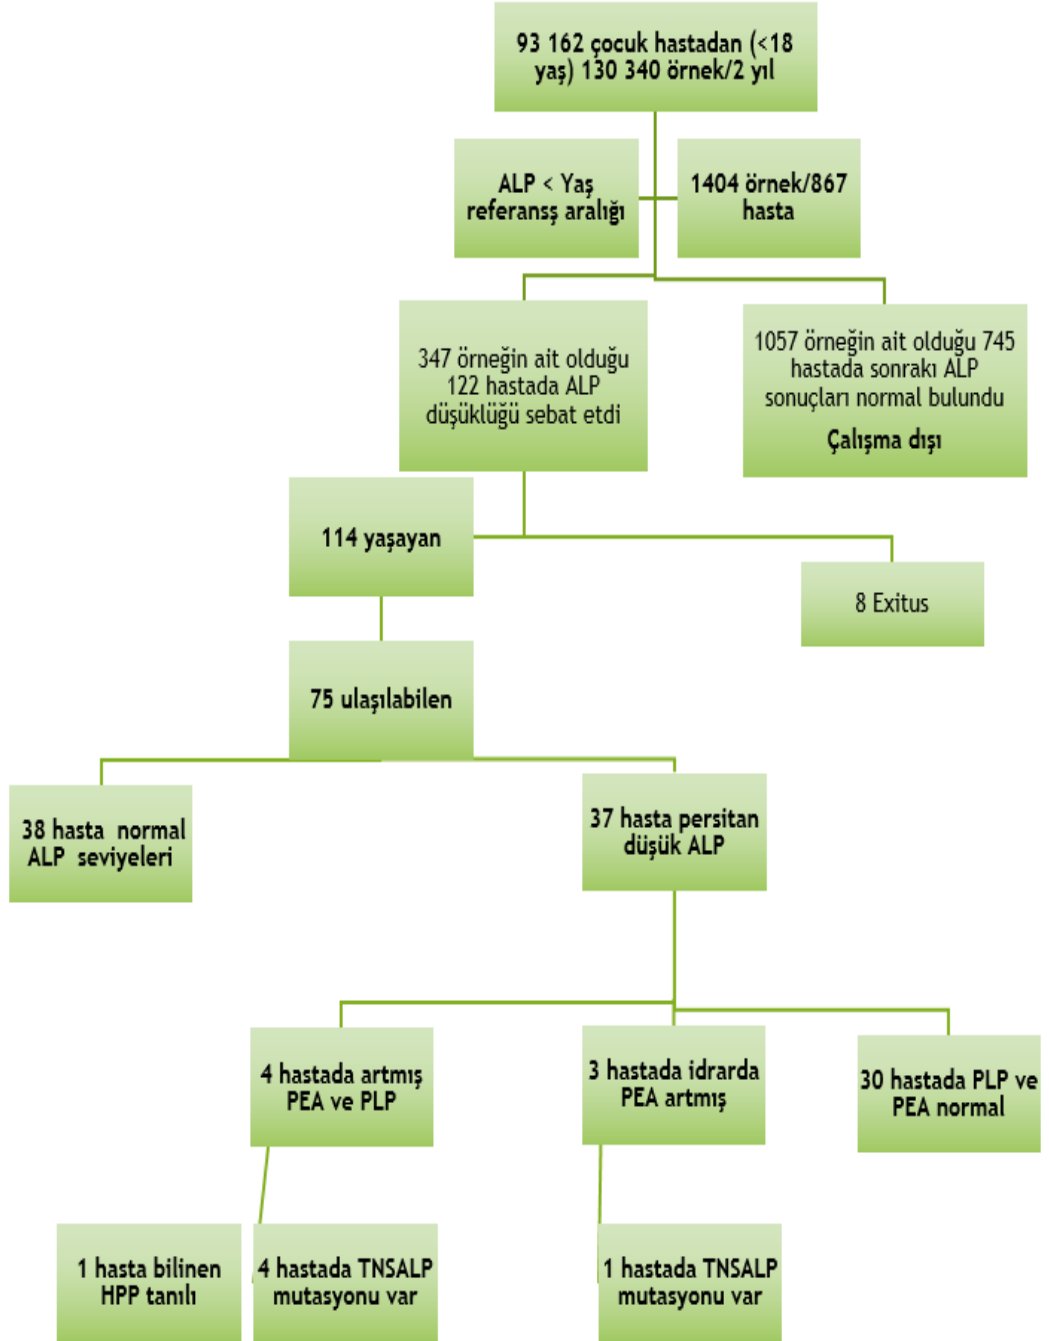 93 162 çocuk hastadan (<18
yaş) 130 340 örnek/2 yıl
ALP < Yaş
referansş aralığı
1404 örnek/867
hasta
347 örneğin ait olduğu
122 hastada ALP
düşüklüğü sebat etdi
1057 örneğin ait olduğu 745
hastada sonrakı ALP
sonuçları normal bulundu
Çalışma dışı
114 yaşayan
8 Exitus
75 ulaşılabilen
38 hasta normal
ALP seviyeleri
37 hasta persitan
düşük ALP
4 hastada artmış
PEA ve PLP
3 hastada idrarda
PEA artmış
30 hastada PLP ve
PEA normal
1 hasta bilinen
HPP tanılı
4 hastada TNSALP
mutasyonu var
1 hastada TNSALP
mutasyonu var